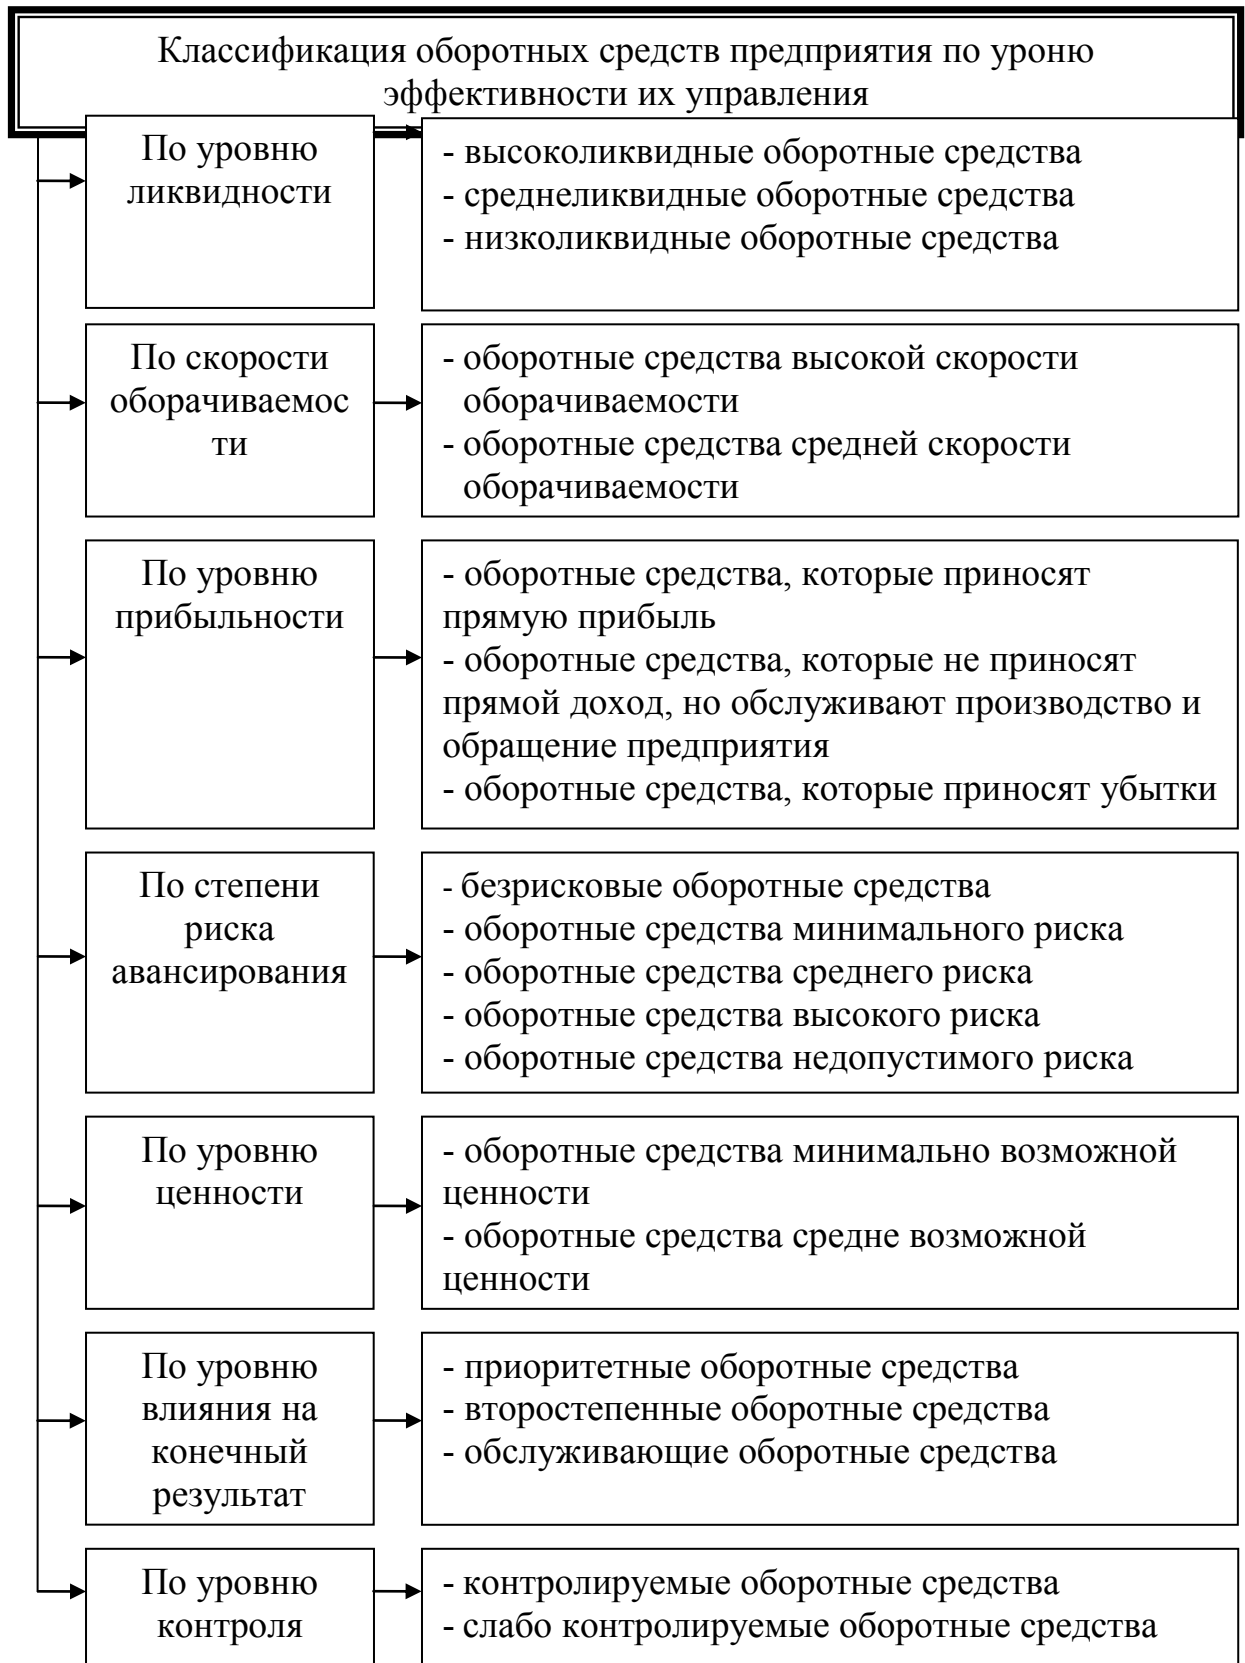 Классификация оборотных средств предприятия по уроню
эффективности их управления
По уровню
ликвидности
- высоколиквидные оборотные средства
- среднеликвидные оборотные средства
- низколиквидные оборотные средства
По скорости
оборачиваемос
ти
- оборотные средства высокой скорости
оборачиваемости
- оборотные средства средней скорости
оборачиваемости
По уровню
прибыльности
- оборотные средства, которые приносят
прямую прибыль
- оборотные средства, которые не приносят
прямой доход, но обслуживают производство и
обращение предприятия
- оборотные средства, которые приносят убытки
По степени
риска
авансирования
- безрисковые оборотные средства
- оборотные средства минимального риска
- оборотные средства среднего риска
- оборотные средства высокого риска
- оборотные средства недопустимого риска
По уровню
ценности
- оборотные средства минимально возможной
ценности
- оборотные средства средне возможной
ценности
По уровню
влияния на
конечный
результат
- приоритетные оборотные средства
- второстепенные оборотные средства
- обслуживающие оборотные средства
По уровню
контроля
- контролируемые оборотные средства
- слабо контролируемые оборотные средства